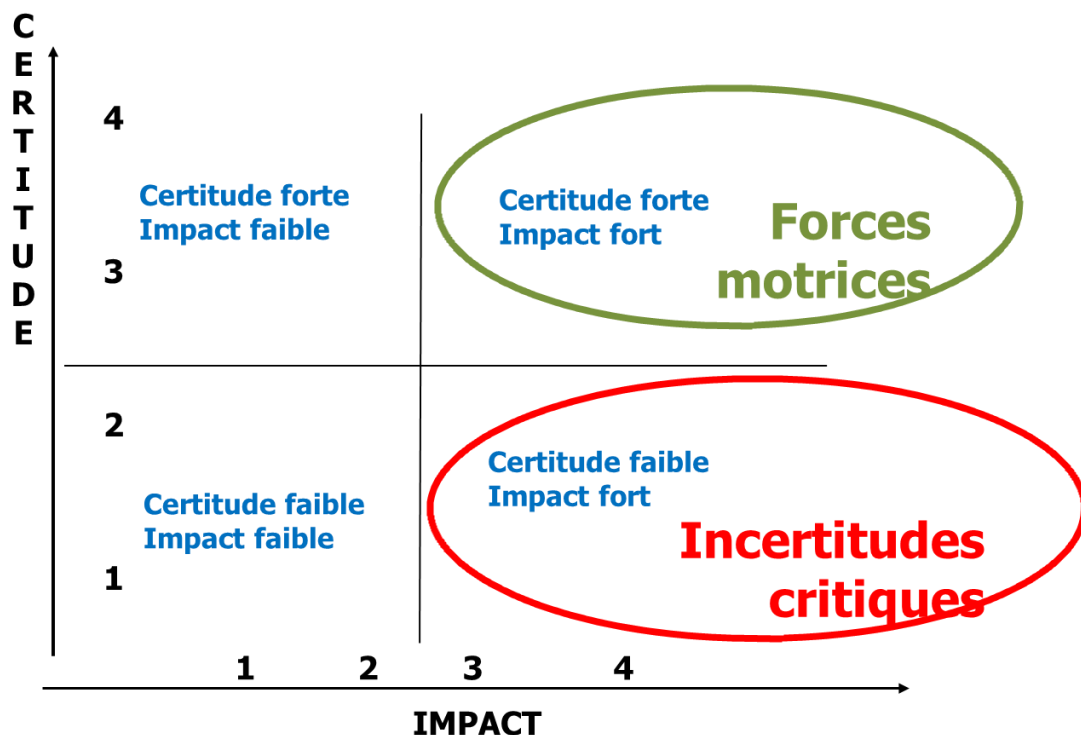 CERTITUDE
4
Certitude forte
Impact faible
Certitude forte
Impact fort
Forces
motrices
3
2
Certitude faible
Impact fort
Certitude faible
Impact faible
Incertitudes
critiques
1
1 2 3 4
IMPACT